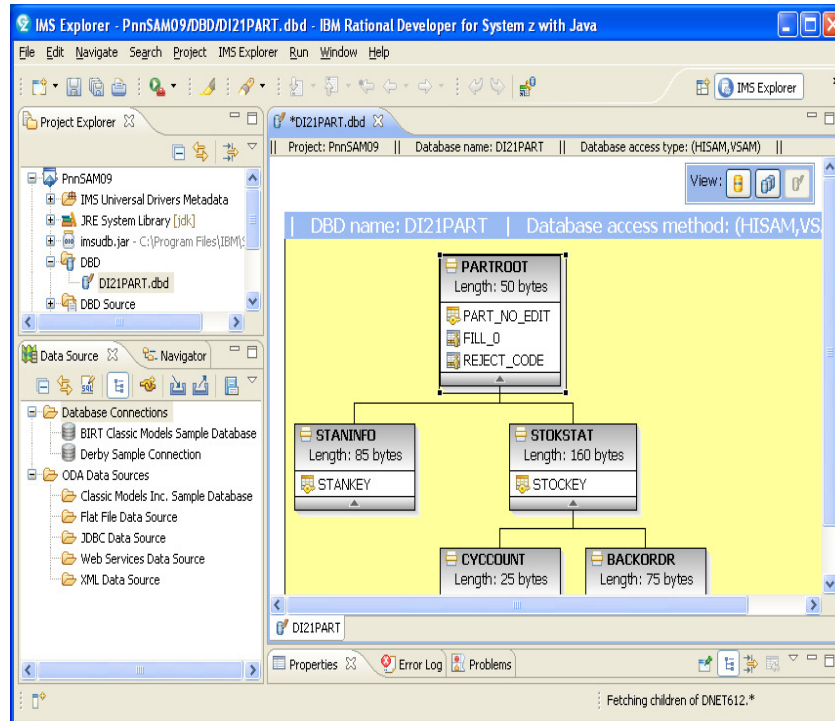 IMS Explorer - PnnSAM09/DBD/DI21PART.dbd - IBM Rational Developer for System z with Java
File Edit Navigate Search Project IMS Explorer Run Window Help
IMS Explorer
Project Explorer
PnnSAM09
IMS Universal Drivers Metadata
JRE System Library [jdk]
imsudb.jar - C:\Program Files\IBM\
DBD
DI21PART.dbd
DBD Source
*DI21PART.dbd
|| Project: PnnSAM09 || Database name: DI21PART || Database access type: (HISAM,VSAM) ||
View:
| DBD name: DI21PART | Database access method: (HISAM,VS
PARTROOT
Length: 50 bytes
PART_NO_EDIT
FILL_0
REJECT_CODE
STANINFO
Length: 85 bytes
STANKEY
STOKSTAT
Length: 160 bytes
STOCKEY
CYCCOUNT
Length: 25 bytes
BACKORDR
Length: 75 bytes
DI21PART
Data Source Navigator
SQL
Database Connections
BIRT Classic Models Sample Database
Derby Sample Connection
ODA Data Sources
Classic Models Inc. Sample Database
Flat File Data Source
JDBC Data Source
Web Services Data Source
XML Data Source
Properties Error Log Problems
Fetching children of DNET612.*